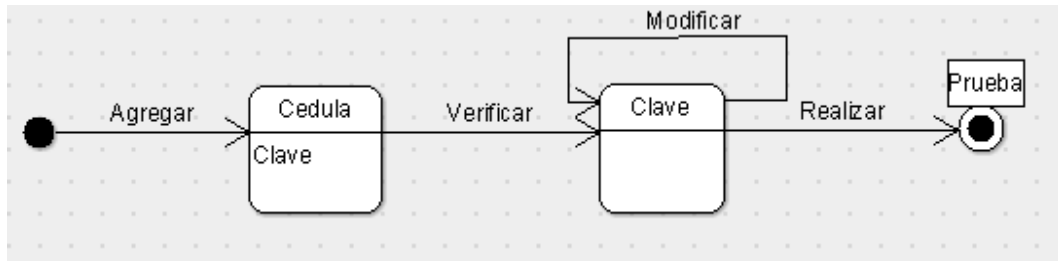 Modificar
Agregar
Cedula
Clave
Verificar
Clave
Realizar
Prueba